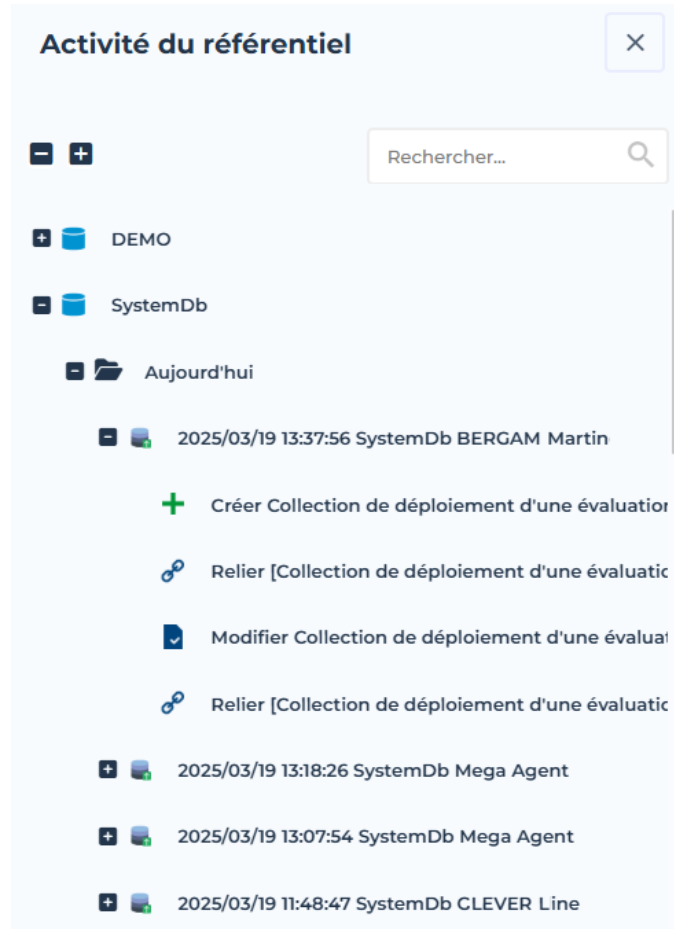 Activité du référentiel
Rechercher...
DEMO
SystemDb
Aujourd'hui
2025/03/19 13:37:56 SystemDb BERGAM Martin
Créer Collection de déploiement d'une évaluation
Relier [Collection de déploiement d'une évaluatio
Modifier Collection de déploiement d'une évaluat
Relier [Collection de déploiement d'une évaluatio
2025/03/19 13:18:26 SystemDb Mega Agent
2025/03/19 13:07:54 SystemDb Mega Agent
2025/03/19 11:48:47 SystemDb CLEVER Line